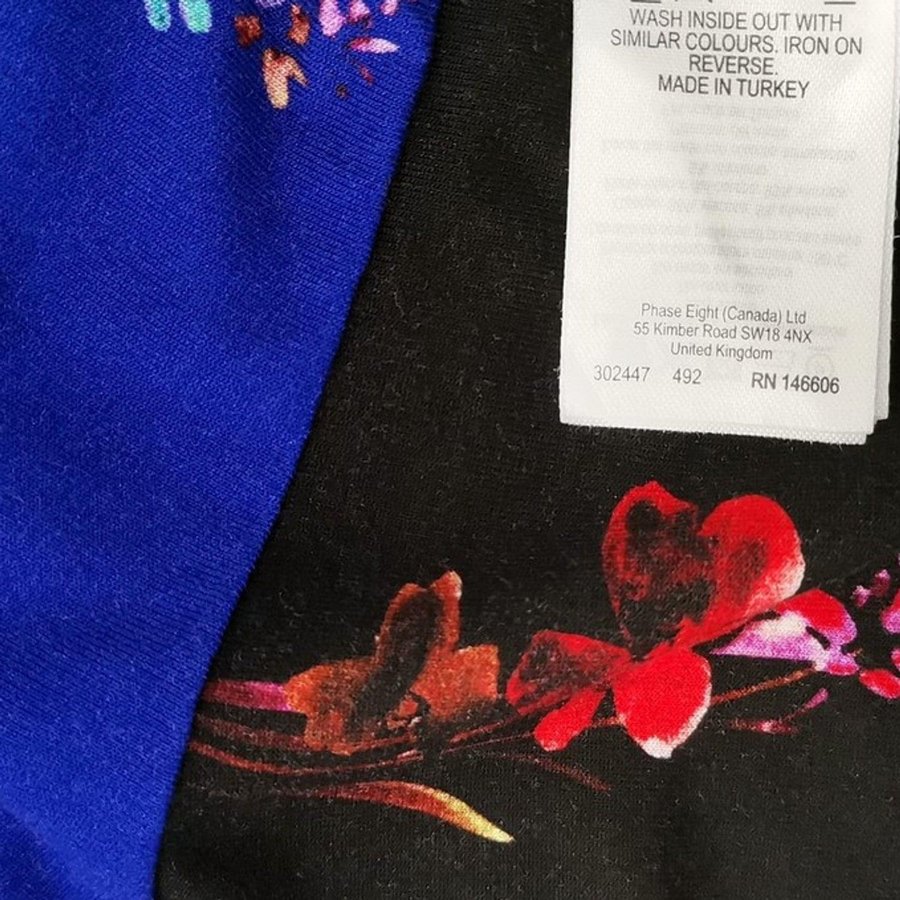 WASH INSIDE OUT WITH
SIMILAR COLOURS. IRON ON
REVERSE.
MADE IN TURKEY
Phase Eight (Canada) Ltd
55 Kimber Road SW18 4NX
United Kingdom
302447 492 RN 146606